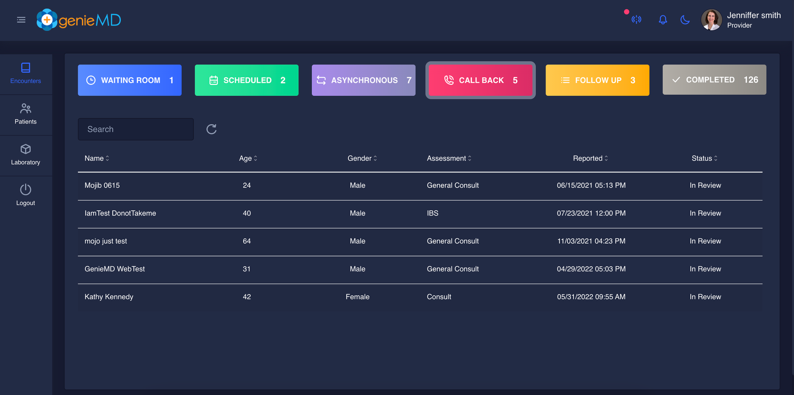 genieMD
Jenniffer smith
Provider
Encounters
Patients
Laboratory
Logout
WAITING ROOM 1
SCHEDULED 2
ASYNCHRONOUS 7
CALL BACK 5
FOLLOW UP 3
COMPLETED 126
Search
Name Age Gender Assessment Reported Status
Mojib 0615 24 Male General Consult 06/15/2021 05:13 PM In Review
IamTest DonotTakeme 40 Male IBS 07/23/2021 12:00 PM In Review
mojo just test 64 Male General Consult 11/03/2021 04:23 PM In Review
GenieMD WebTest 31 Male General Consult 04/29/2022 05:03 PM In Review
Kathy Kennedy 42 Female Consult 05/31/2022 09:55 AM In Review